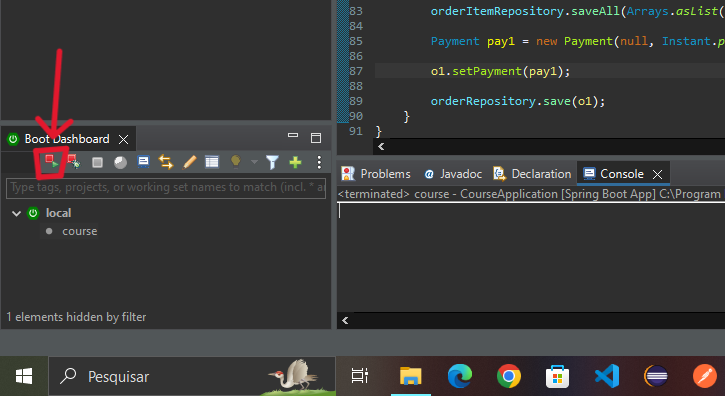 83 orderItemRepository.saveAll(Arrays.asList(
84
85 Payment pay1 = new Payment(null, Instant.p
86
87 o1.setPayment(pay1);
88
89 orderRepository.save(o1);
90 }
91 }
Boot Dashboard
Type tags, projects, or working set names to match (incl. * a
local
course
1 elements hidden by filter
Problems @ Javadoc Declaration Console
<terminated> course - CourseApplication [Spring Boot App] C:\Program
Pesquisar